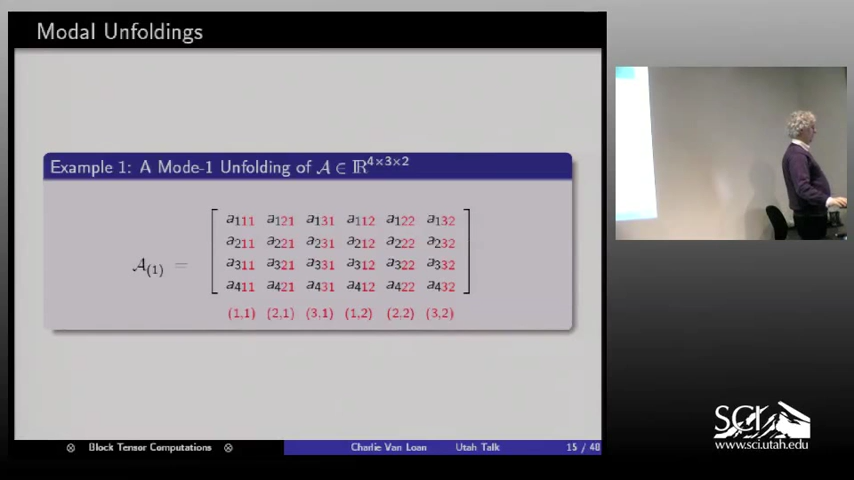 Modal Unfoldings
Example 1: A Mode-1 Unfolding of 𝒜 ∈ ℝ^{4×3×2}
a₁₁₁ a₁₂₁ a₁₃₁ a₁₁₂ a₁₂₂ a₁₃₂
a₂₁₁ a₂₂₁ a₂₃₁ a₂₁₂ a₂₂₂ a₂₃₂
𝒜₍₁₎ =
a₃₁₁ a₃₂₁ a₃₃₁ a₃₁₂ a₃₂₂ a₃₃₂
a₄₁₁ a₄₂₁ a₄₃₁ a₄₁₂ a₄₂₂ a₄₃₂
(1,1) (2,1) (3,1) (1,2) (2,2) (3,2)
⊗ Block Tensor Computations ⊗ Charlie Van Loan Utah Talk 15 / 48
SCI
www.sci.utah.edu